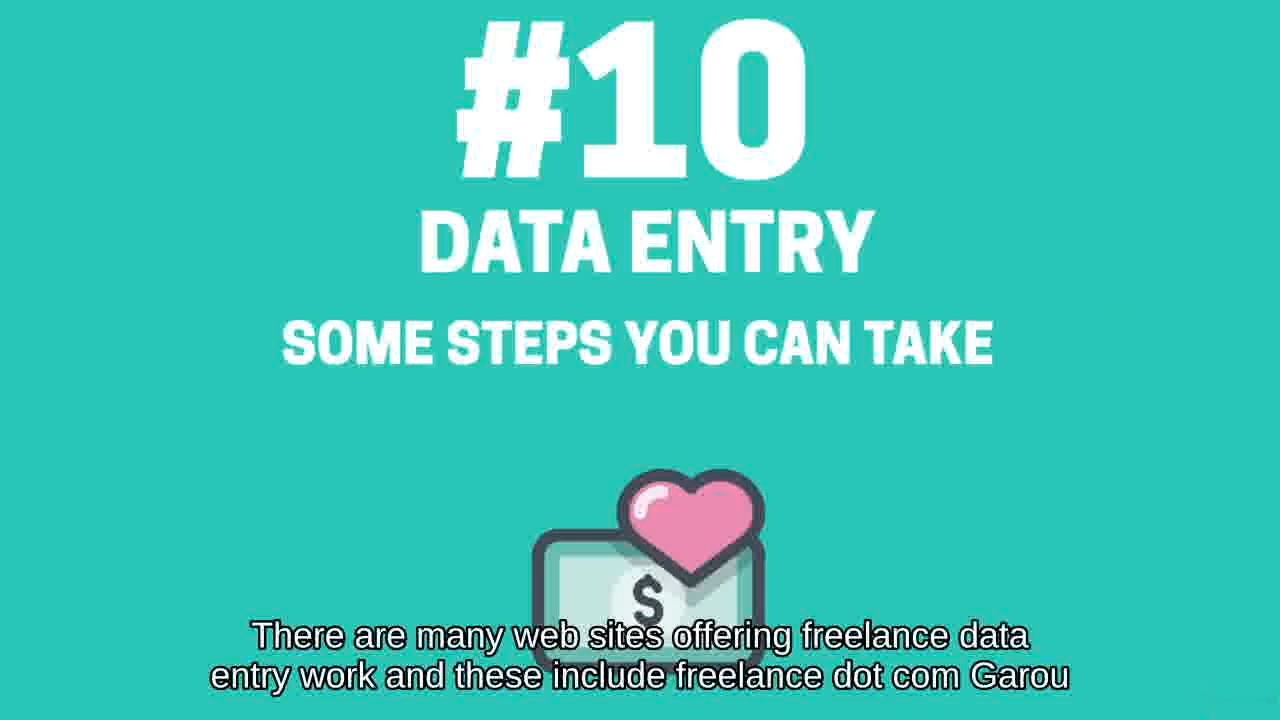 #10
DATA ENTRY
SOME STEPS YOU CAN TAKE
$
There are many web sites offering freelance data
entry work and these include freelance dot com Garou